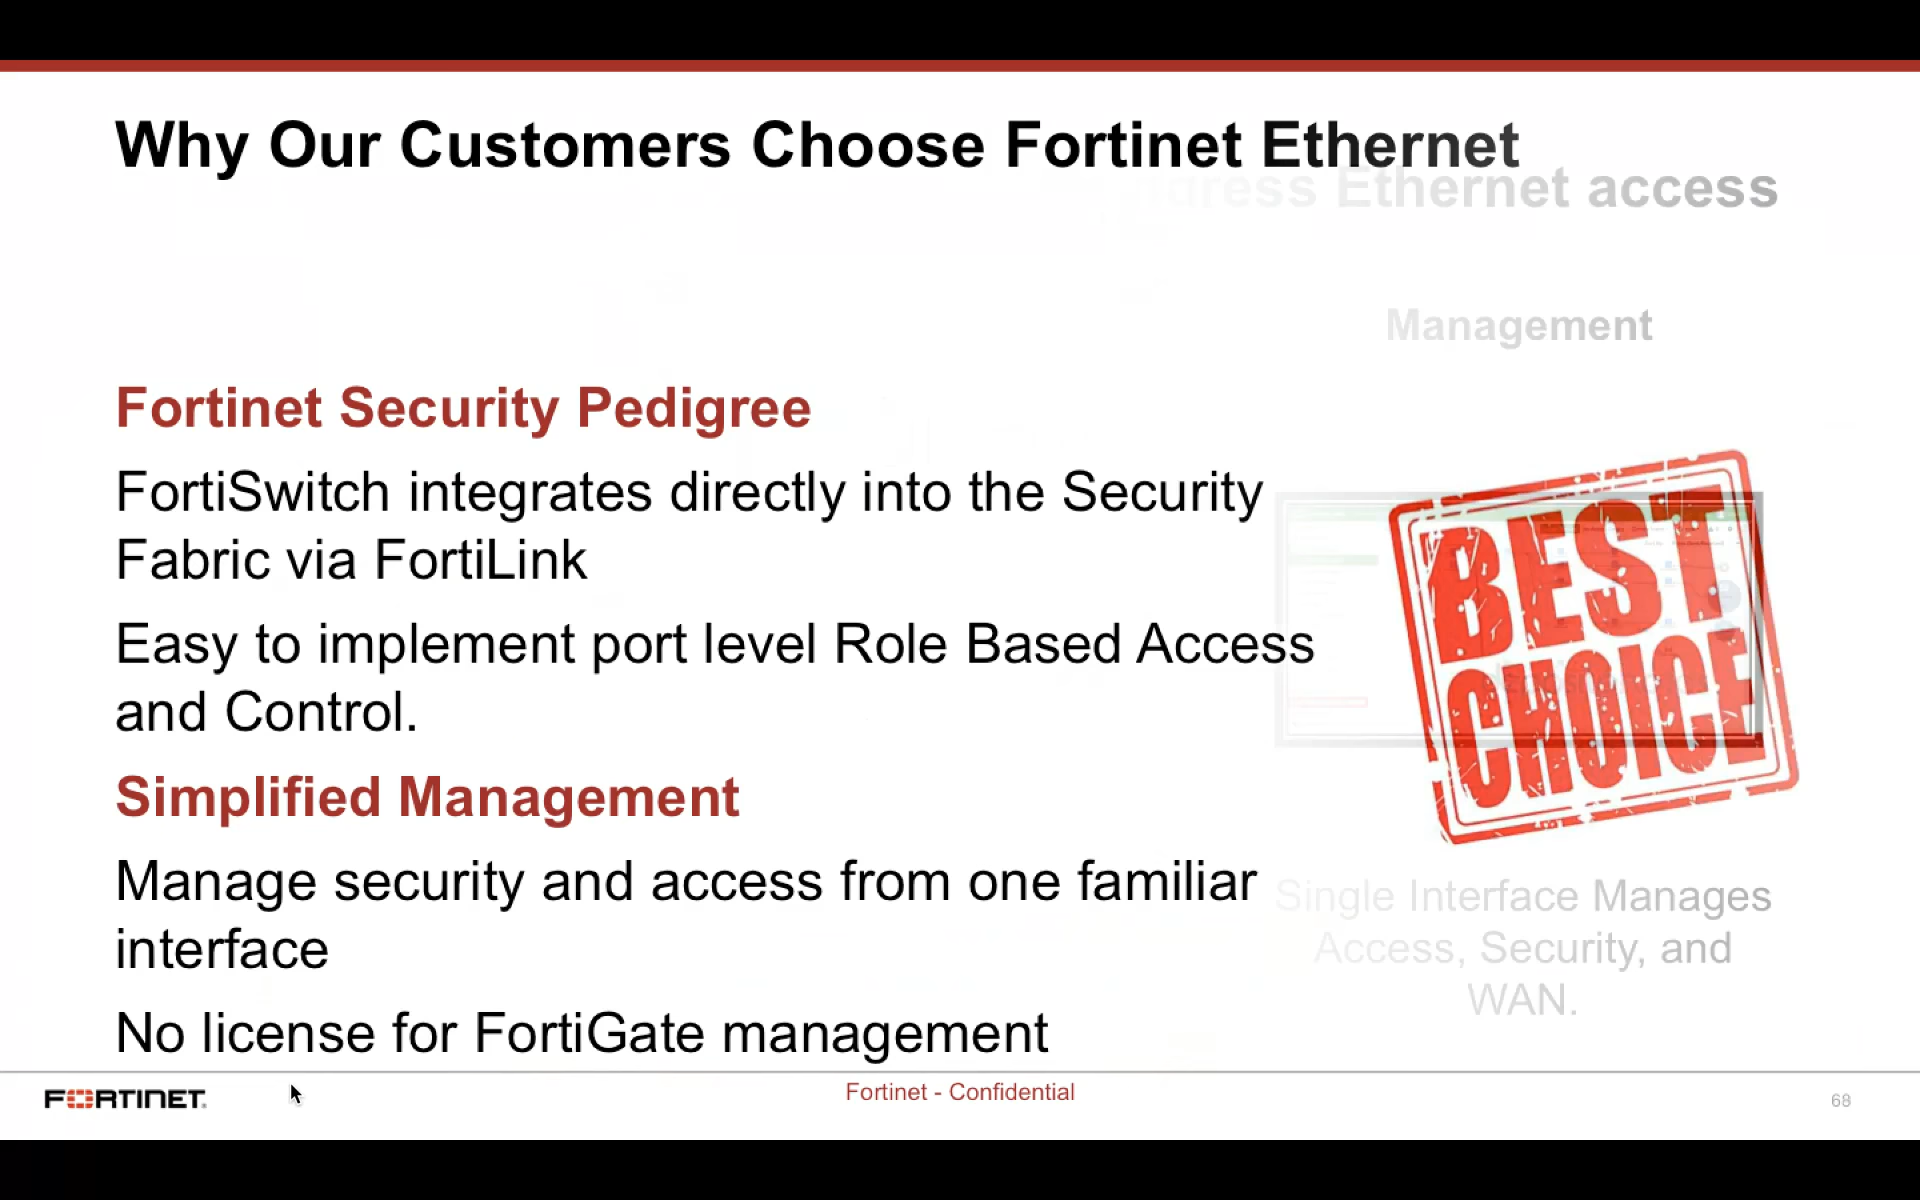 Why Our Customers Choose Fortinet Ethernet
Ethernet access
Management
Fortinet Security Pedigree
FortiSwitch integrates directly into the Security
Fabric via FortiLink
Easy to implement port level Role Based Access
and Control.
BEST
CHOICE
Simplified Management
Manage security and access from one familiar
interface
No license for FortiGate management
Single Interface Manages
Access, Security, and
WAN.
FORTINET
Fortinet - Confidential
68